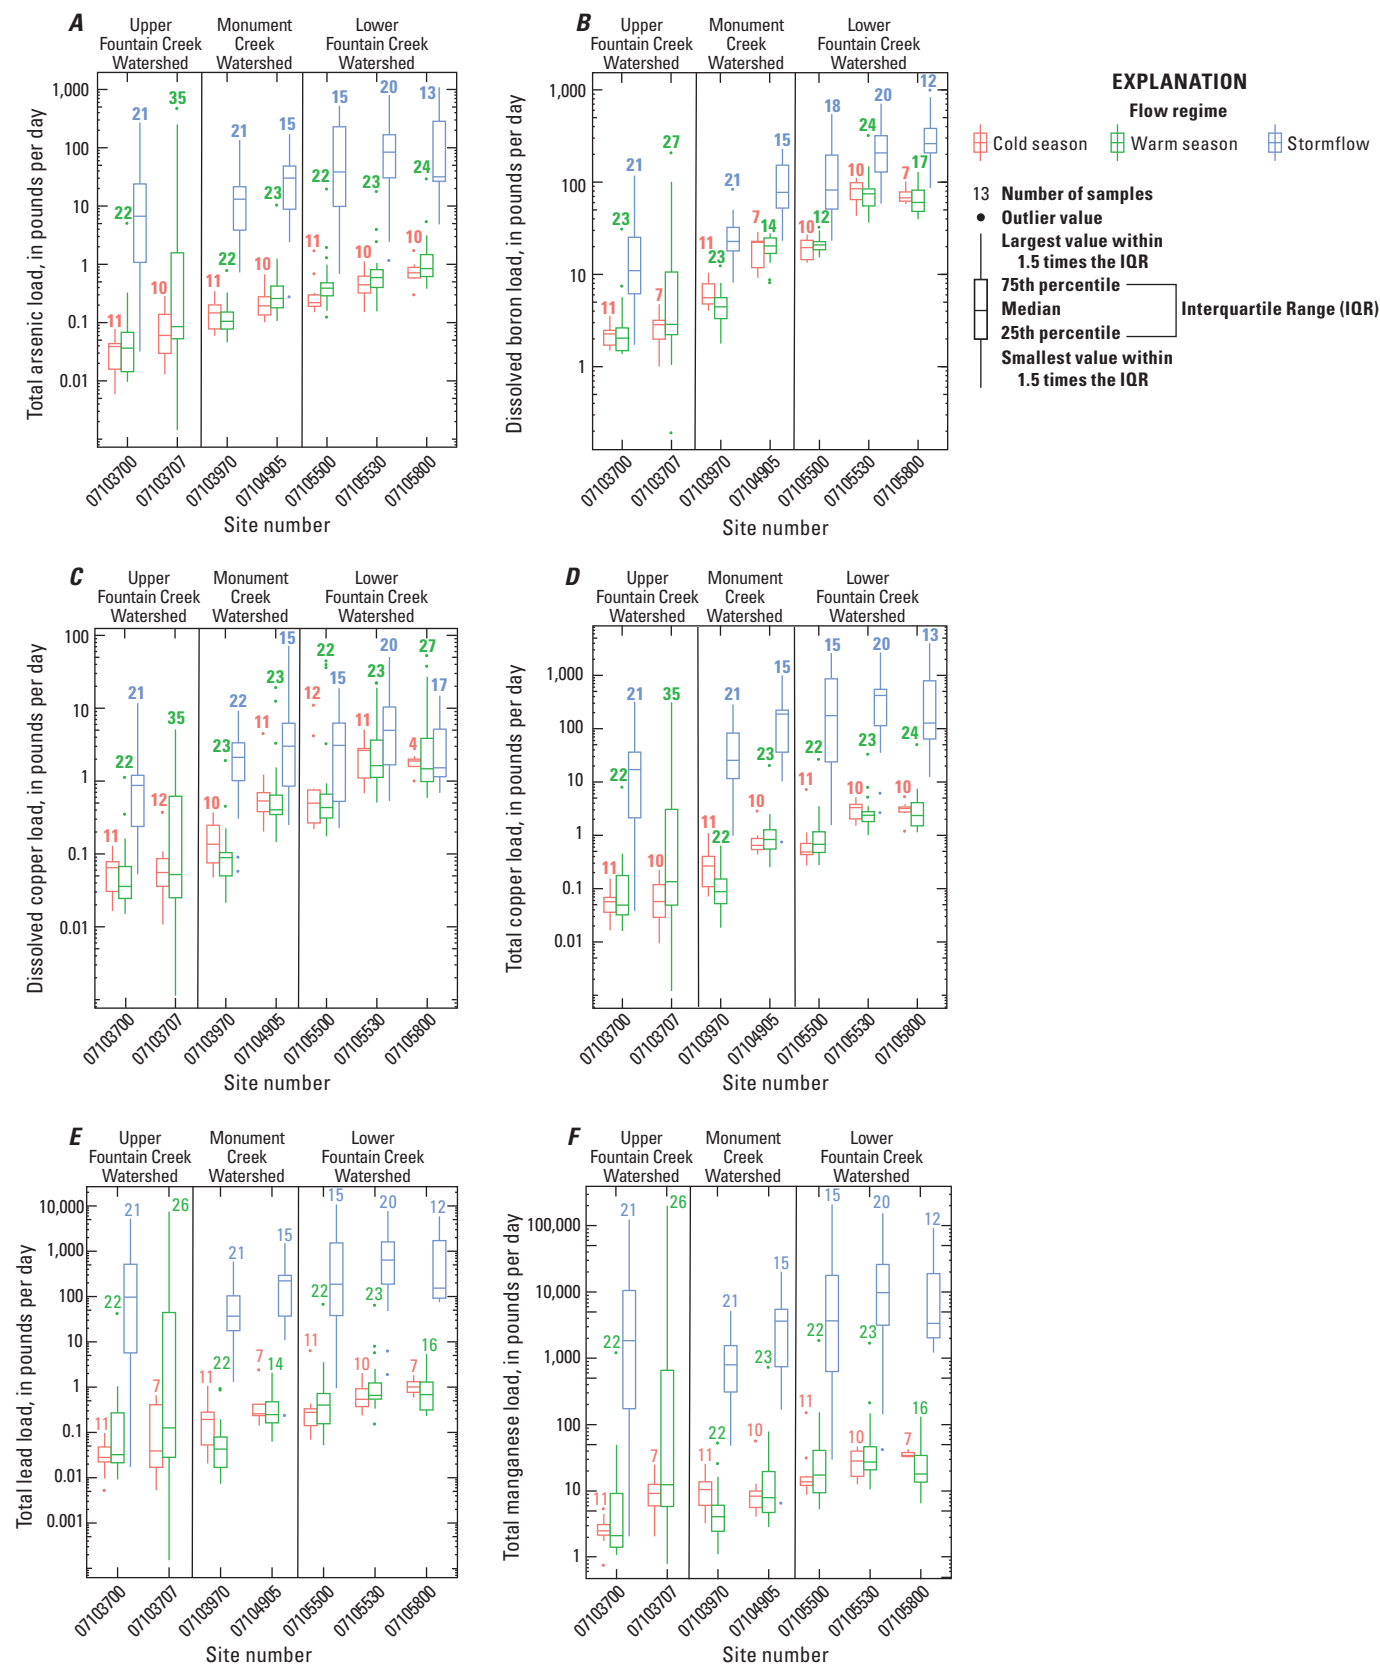 A
Upper
Fountain Creek
Watershed
Monument
Creek
Watershed
Lower
Fountain Creek
Watershed
Total arsenic load, in pounds per day
1,000
100
10
1
0.1
0.01
11
22
21
10
35
11
22
21
10
23
15
11
22
15
10
23
20
10
24
13
07103700
07103707
07103970
07104905
07105500
07105530
07105800
Site number
B
Upper
Fountain Creek
Watershed
Monument
Creek
Watershed
Lower
Fountain Creek
Watershed
Dissolved boron load, in pounds per day
1,000
100
10
1
11
23
21
7
27
11
23
21
7
14
15
10
12
18
10
24
20
7
17
12
07103700
07103707
07103970
07104905
07105500
07105530
07105800
Site number
EXPLANATION
Flow regime
Cold season
Warm season
Stormflow
13 Number of samples
Outlier value
Largest value within
1.5 times the IQR
75th percentile
Median
25th percentile
Interquartile Range (IQR)
Smallest value within
1.5 times the IQR
C
Upper
Fountain Creek
Watershed
Monument
Creek
Watershed
Lower
Fountain Creek
Watershed
Dissolved copper load, in pounds per day
100
10
1
0.1
0.01
11
22
21
12
35
10
23
22
11
23
15
12
22
15
11
23
20
4
27
17
07103700
07103707
07103970
07104905
07105500
07105530
07105800
Site number
D
Upper
Fountain Creek
Watershed
Monument
Creek
Watershed
Lower
Fountain Creek
Watershed
Total copper load, in pounds per day
1,000
100
10
1
0.1
0.01
11
22
21
10
35
11
22
21
10
23
15
11
22
15
10
23
20
10
24
13
07103700
07103707
07103970
07104905
07105500
07105530
07105800
Site number
E
Upper
Fountain Creek
Watershed
Monument
Creek
Watershed
Lower
Fountain Creek
Watershed
Total lead load, in pounds per day
10,000
1,000
100
10
1
0.1
0.01
0.001
11
22
21
7
26
11
22
21
7
14
15
11
22
15
10
23
20
7
16
12
07103700
07103707
07103970
07104905
07105500
07105530
07105800
Site number
F
Upper
Fountain Creek
Watershed
Monument
Creek
Watershed
Lower
Fountain Creek
Watershed
Total manganese load, in pounds per day
100,000
10,000
1,000
100
10
1
11
22
21
7
26
11
22
21
10
23
15
11
22
15
10
23
20
7
16
12
07103700
07103707
07103970
07104905
07105500
07105530
07105800
Site number